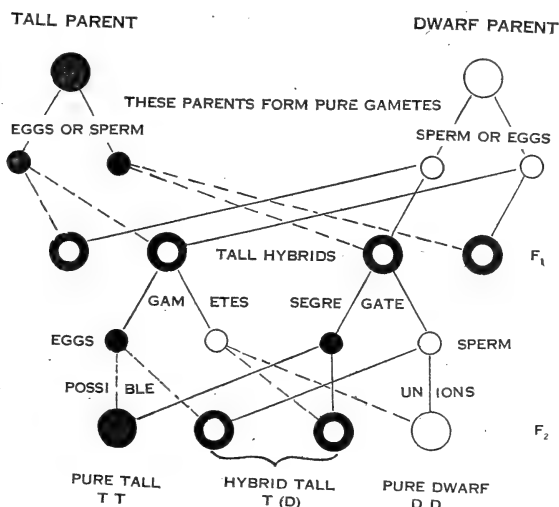 TALL PARENT
DWARF PARENT
THESE PARENTS FORM PURE GAMETES
EGGS OR SPERM
SPERM OR EGGS
TALL HYBRIDS
F₁
GAM ETES SEGRE GATE
EGGS
SPERM
POSSI BLE UN IONS
F₂
PURE TALL
T T
HYBRID TALL
T (D)
PURE DWARF
D D